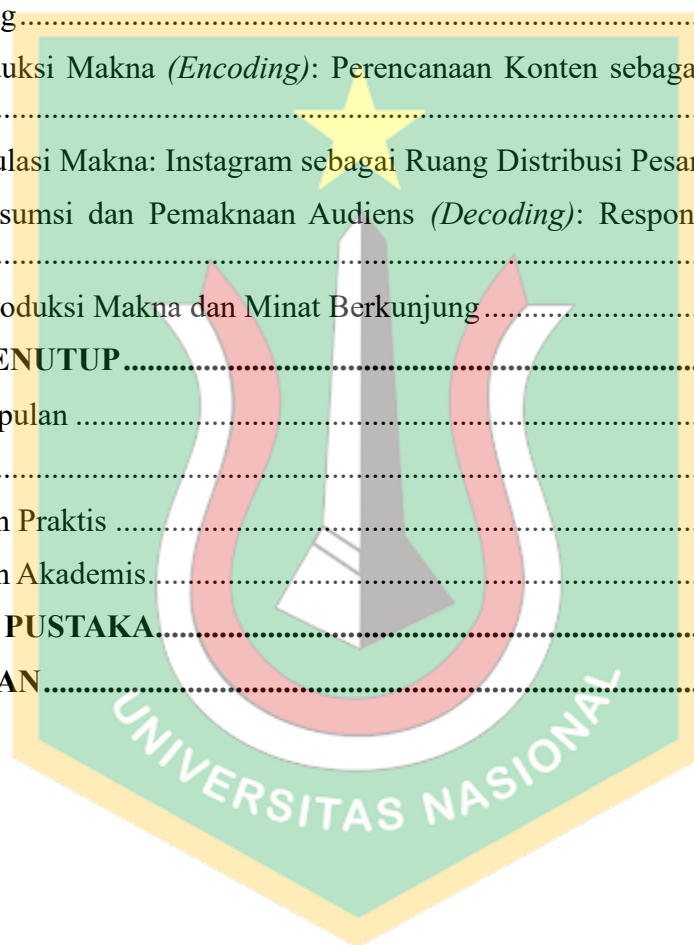 g..........................................................................................
uksi Makna (Encoding): Perencanaan Konten sebaga
..........................................................................................
ulasi Makna: Instagram sebagai Ruang Distribusi Pesan
sumsi dan Pemaknaan Audiens (Decoding): Respon
..........................................................................................
roduksi Makna dan Minat Berkunjung..............................
ENUTUP..........................................................................
pulan ..............................................................................
..........................................................................................
n Praktis ..........................................................................
n Akademis......................................................................
PUSTAKA......................................................................
AN..................................................................................
UNIVERSITAS NASIONAL